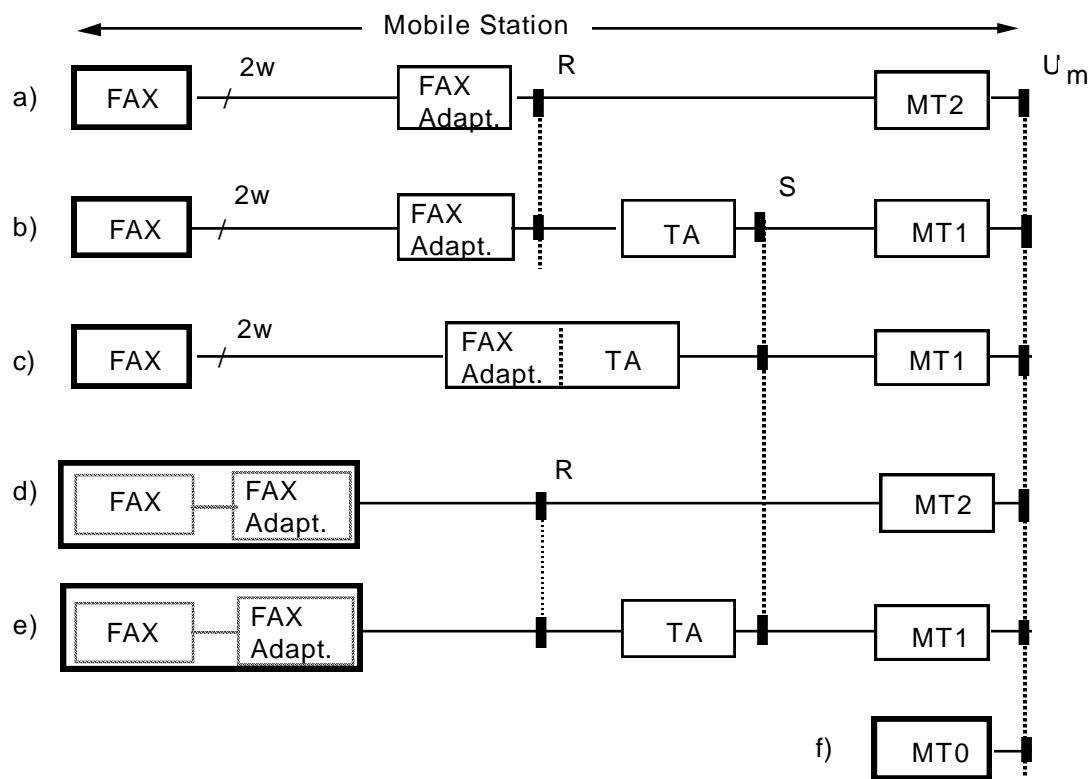 Mobile Station
a) FAX 2w FAX Adapt. R MT2 Um
b) FAX 2w FAX Adapt. TA S MT1
c) FAX 2w FAX Adapt. TA MT1
d) FAX FAX Adapt. R MT2
e) FAX FAX Adapt. TA MT1
f) MT0